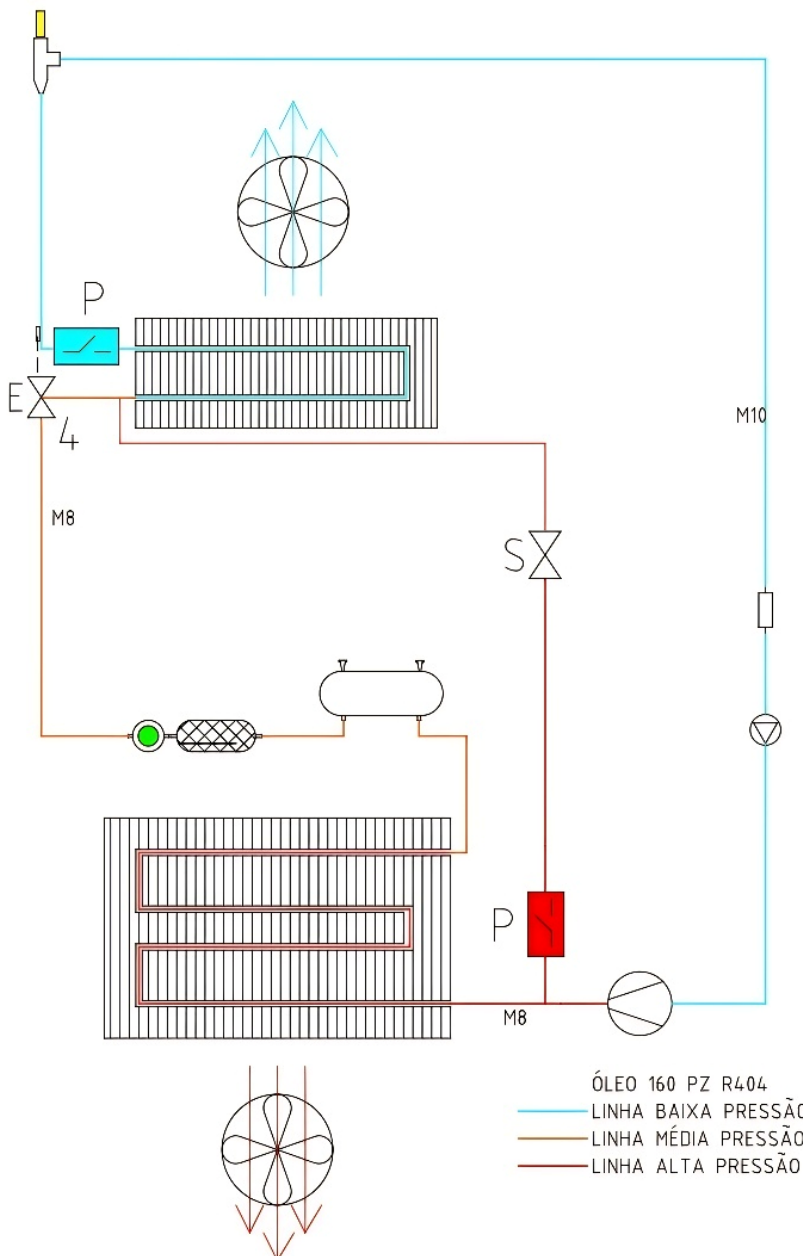 P
E
4
M10
M8
S
P
M8
ÓLEO 160 PZ R404
LINHA BAIXA PRESSÃO
LINHA MÉDIA PRESSÃO
LINHA ALTA PRESSÃO